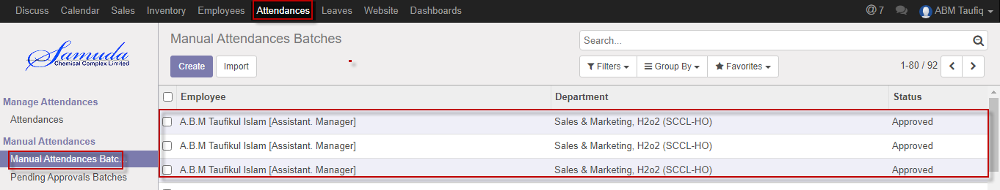 Discuss Calendar Sales Inventory Employees Attendances Leaves Website Dashboards @ 7 ABM Taufiq
Samuda
Chemical Complex Limited
Manual Attendances Batches
Search...
Create Import
Filters Group By Favorites 1-80 / 92
Manage Attendances
Attendances
Manual Attendances
Manual Attendances Batc...
Pending Approvals Batches
Employee Department Status
A.B.M Taufikul Islam [Assistant. Manager] Sales & Marketing, H2o2 (SCCL-HO) Approved
A.B.M Taufikul Islam [Assistant. Manager] Sales & Marketing, H2o2 (SCCL-HO) Approved
A.B.M Taufikul Islam [Assistant. Manager] Sales & Marketing, H2o2 (SCCL-HO) Approved